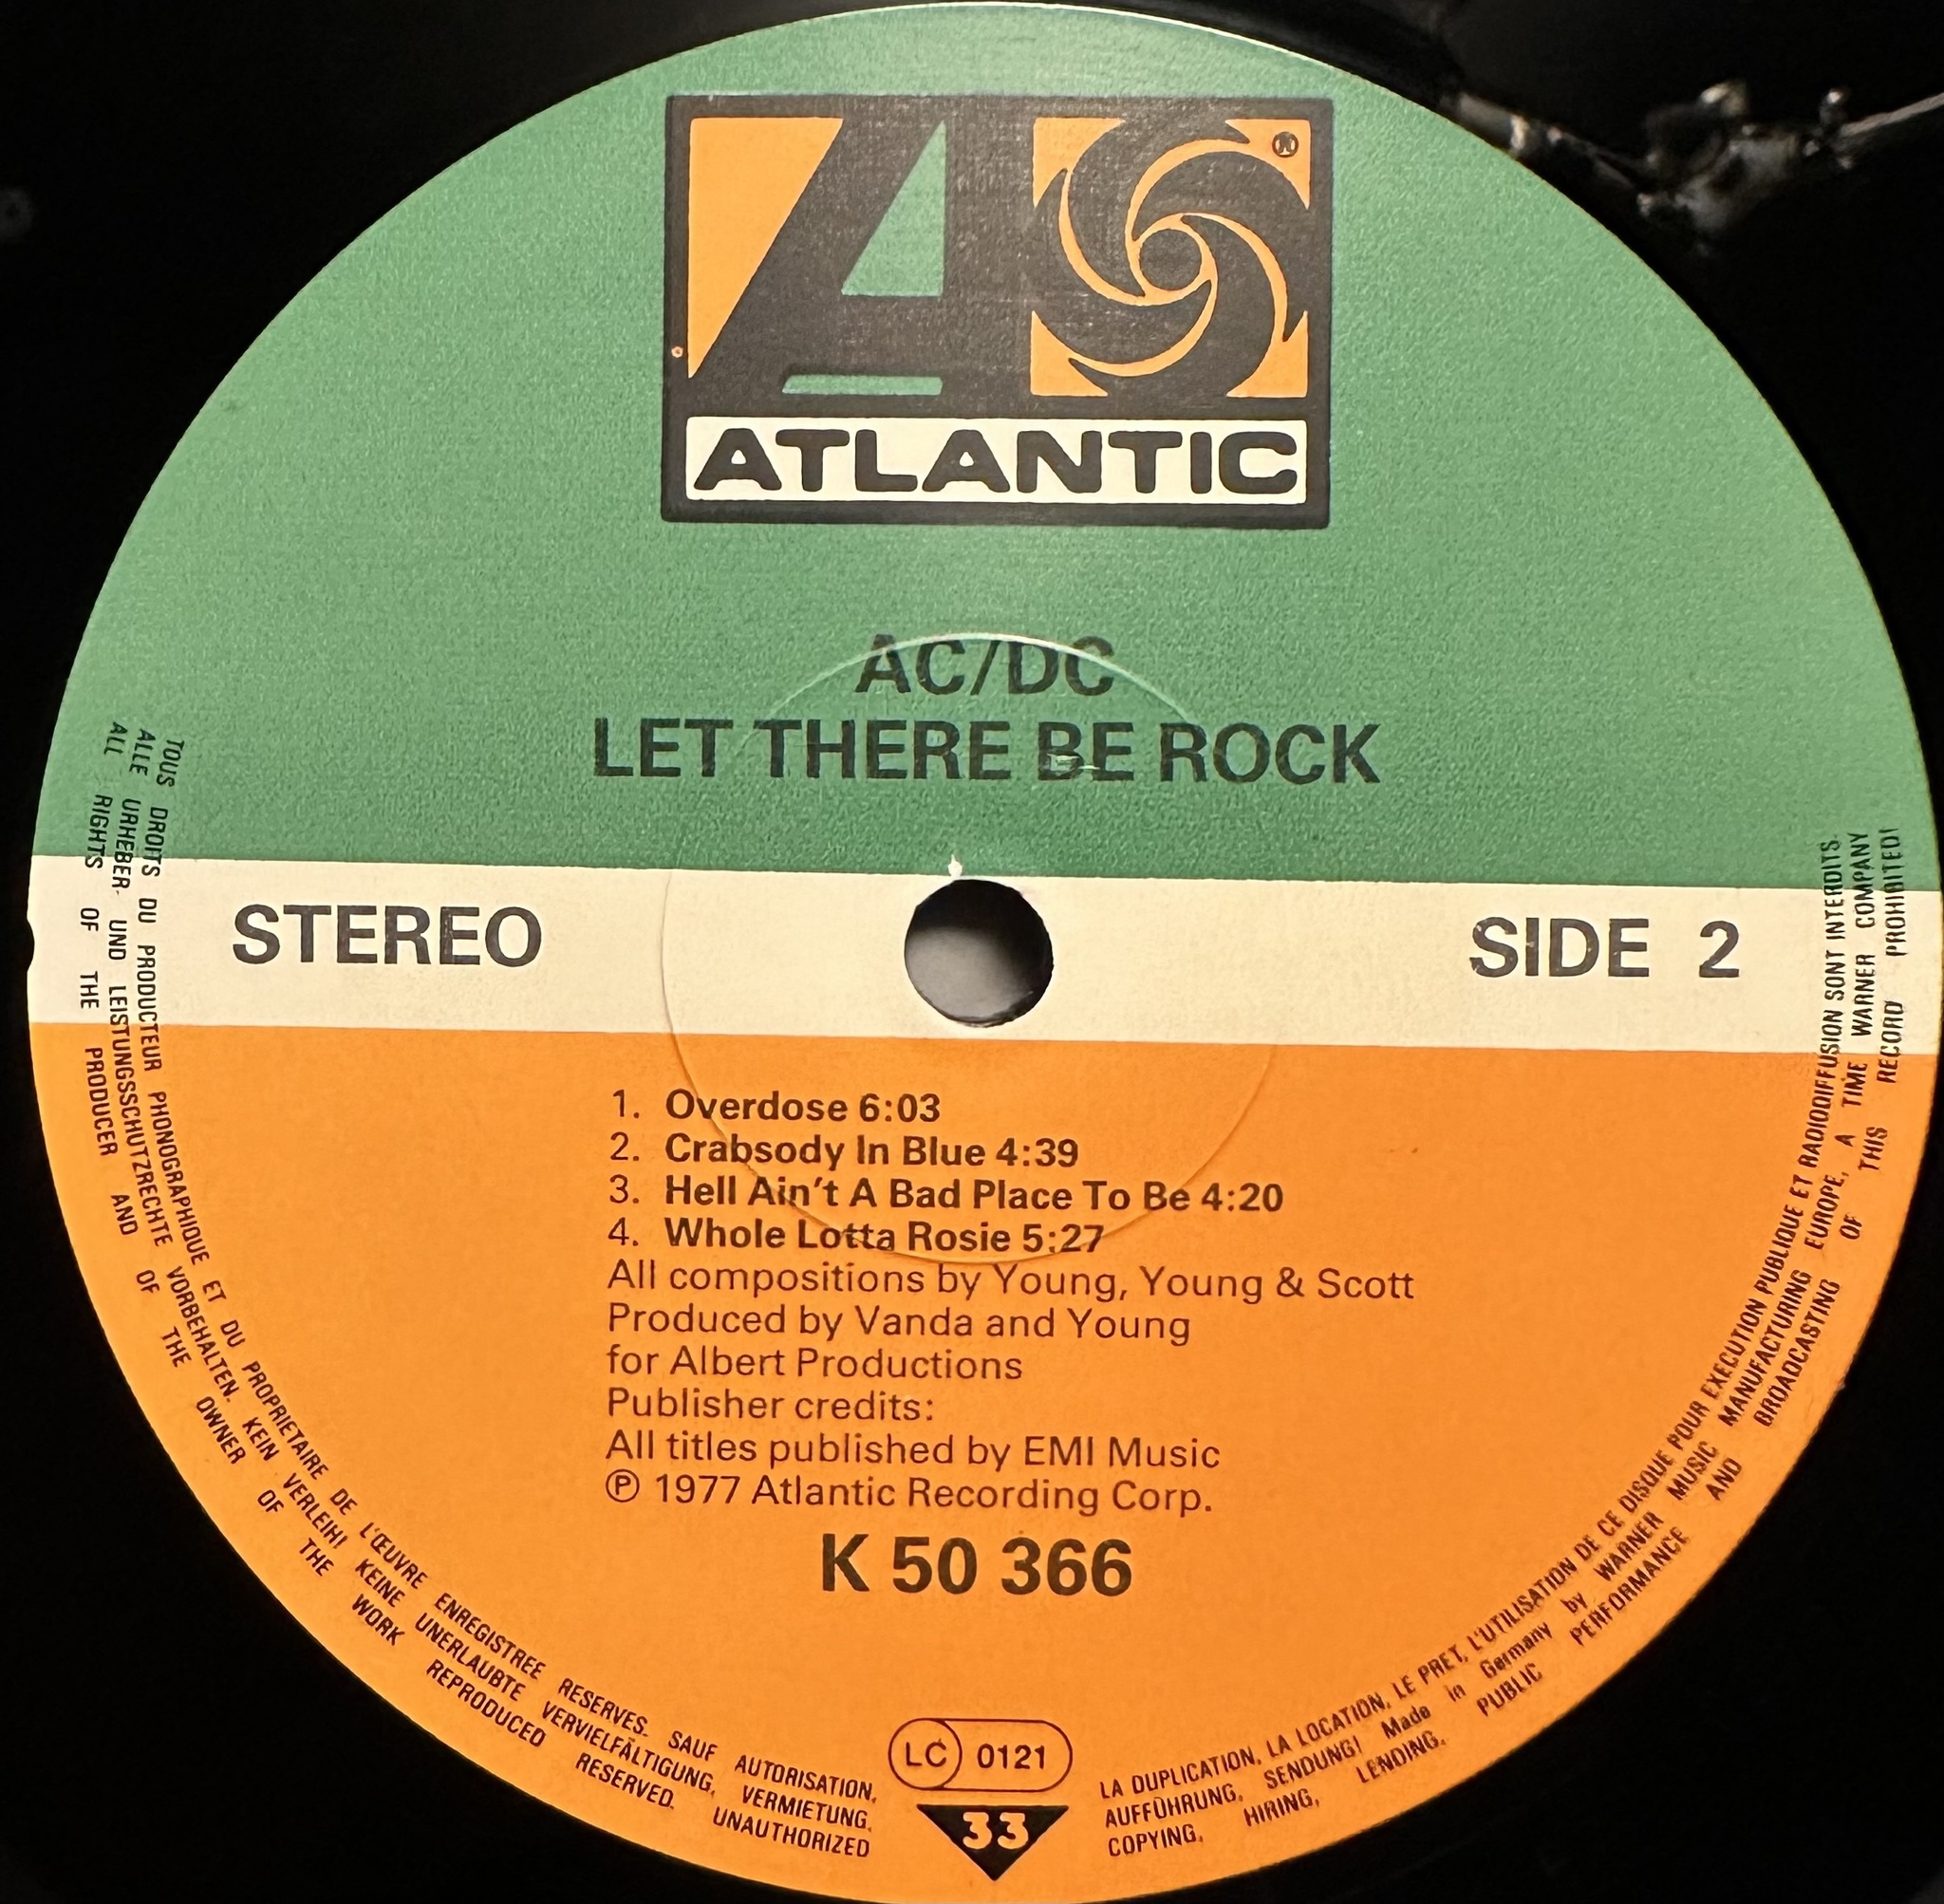 ATLANTIC
AC/DC
LET THERE BE ROCK
STEREO
SIDE 2
1. Overdose 6:03
2. Crabsody In Blue 4:39
3. Hell Ain't A Bad Place To Be 4:20
4. Whole Lotta Rosie 5:27
All compositions by Young, Young & Scott
Produced by Vanda and Young
for Albert Productions
Publisher credits:
All titles published by EMI Music
℗ 1977 Atlantic Recording Corp.
K 50 366
LC 0121
33
TOUS DROITS DU PRODUCTEUR PHONOGRAPHIQUE ET DU PROPRIETAIRE DE L'ŒUVRE ENREGISTREE RESERVES. SAUF AUTORISATION, LA DUPLICATION, LA LOCATION, LE PRET, L'UTILISATION DE CE DISQUE POUR EXECUTION PUBLIQUE ET RADIODIFFUSION SONT INTERDITS.
ALLE URHEBER- UND LEISTUNGSSCHUTZRECHTE VORBEHALTEN. KEIN VERLEIH! KEINE UNERLAUBTE VERVIELFÄLTIGUNG, VERMIETUNG, AUFFÜHRUNG, SENDUNG! Made in Germany by WARNER MUSIC MANUFACTURING EUROPE, A TIME WARNER COMPANY
ALL RIGHTS OF THE PRODUCER AND OF THE OWNER OF THE WORK REPRODUCED RESERVED. UNAUTHORIZED COPYING, HIRING, LENDING, PUBLIC PERFORMANCE AND BROADCASTING OF THIS RECORD PROHIBITED!